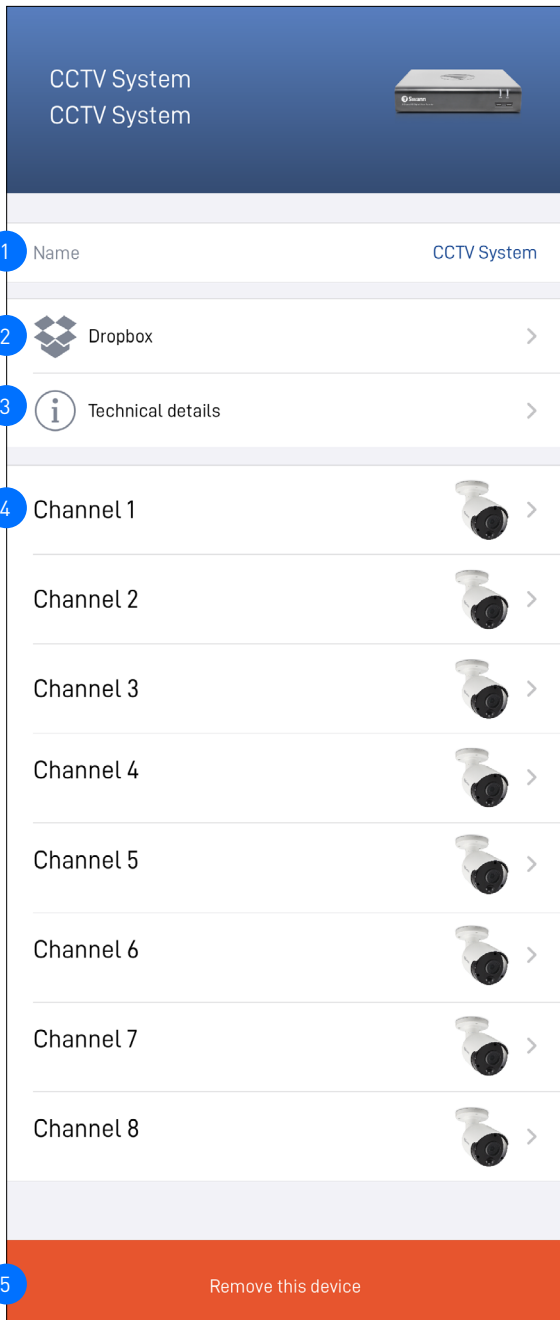 CCTV System
CCTV System
Swann
1 Name CCTV System
2 Dropbox
3 Technical details
4 Channel 1
Channel 2
Channel 3
Channel 4
Channel 5
Channel 6
Channel 7
Channel 8
5 Remove this device